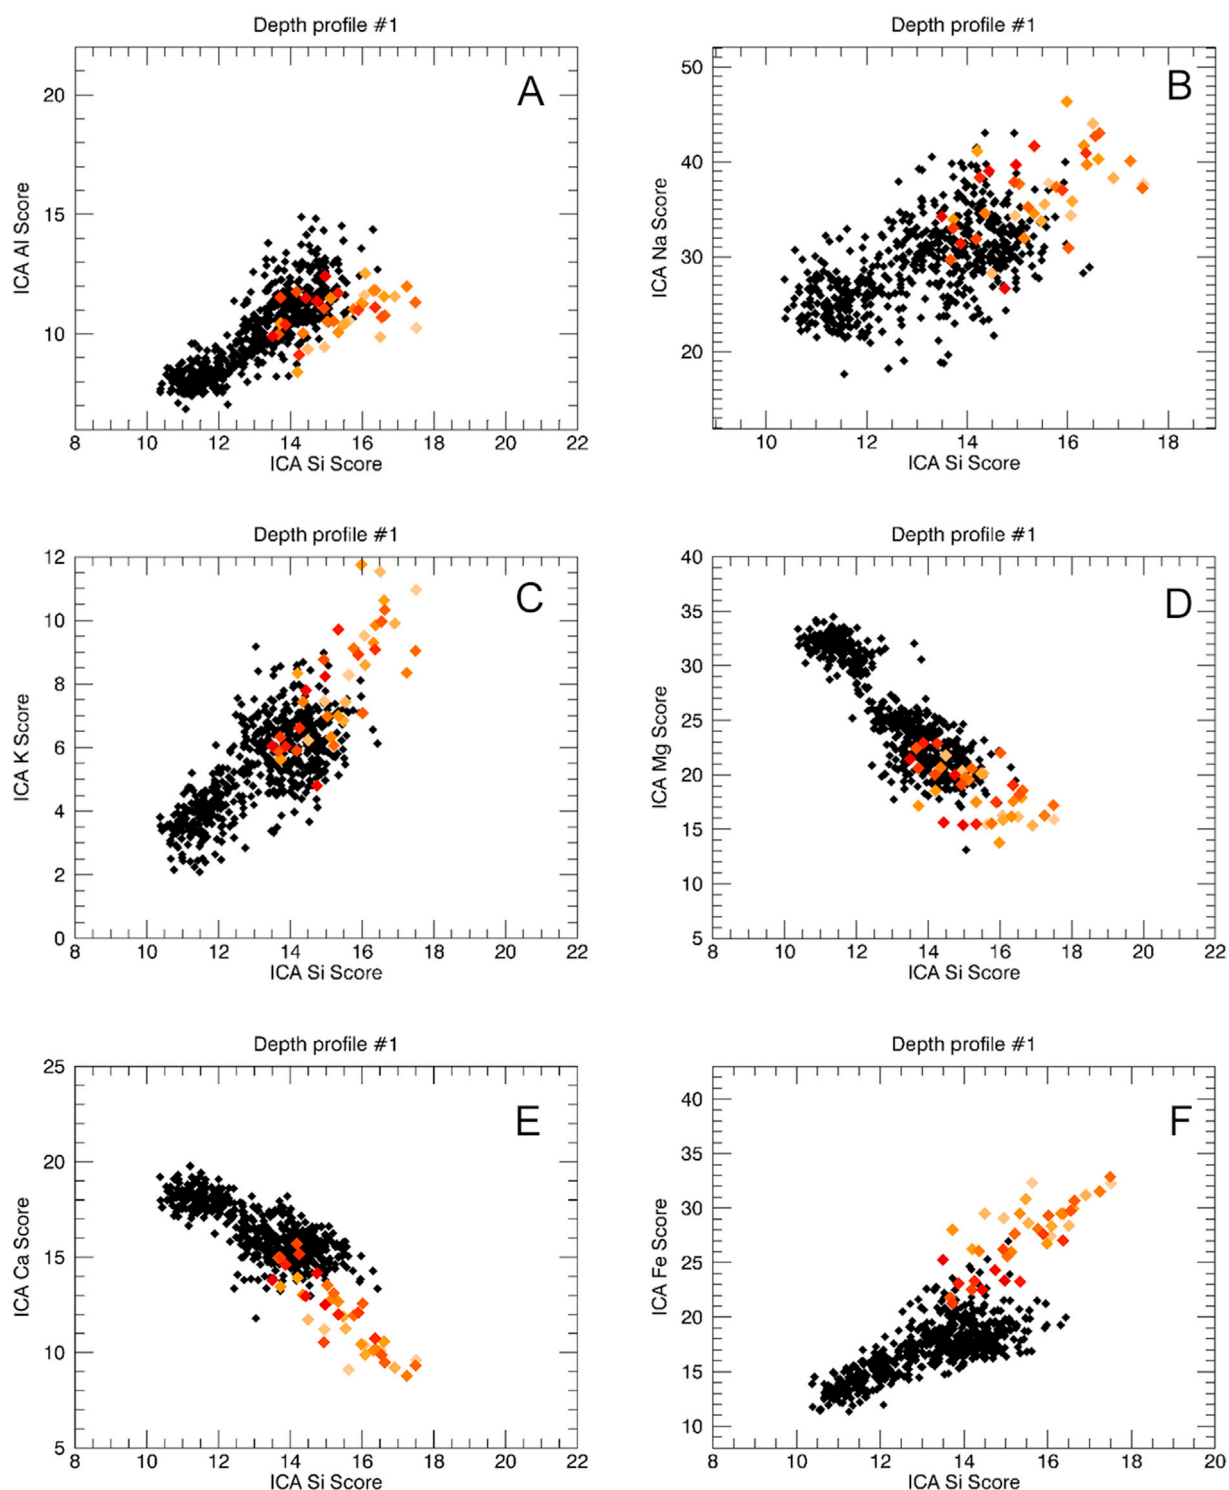 Depth profile #1
A
ICA Al Score
20
15
10
8 10 12 14 16 18 20 22
ICA Si Score
Depth profile #1
B
ICA Na Score
50
40
30
20
10 12 14 16 18
ICA Si Score
Depth profile #1
C
ICA K Score
12
10
8
6
4
2
0
8 10 12 14 16 18 20 22
ICA Si Score
Depth profile #1
D
ICA Mg Score
40
35
30
25
20
15
10
5
8 10 12 14 16 18 20 22
ICA Si Score
Depth profile #1
E
ICA Ca Score
25
20
15
10
5
8 10 12 14 16 18 20 22
ICA Si Score
Depth profile #1
F
ICA Fe Score
40
35
30
25
20
15
10
8 10 12 14 16 18 20
ICA Si Score